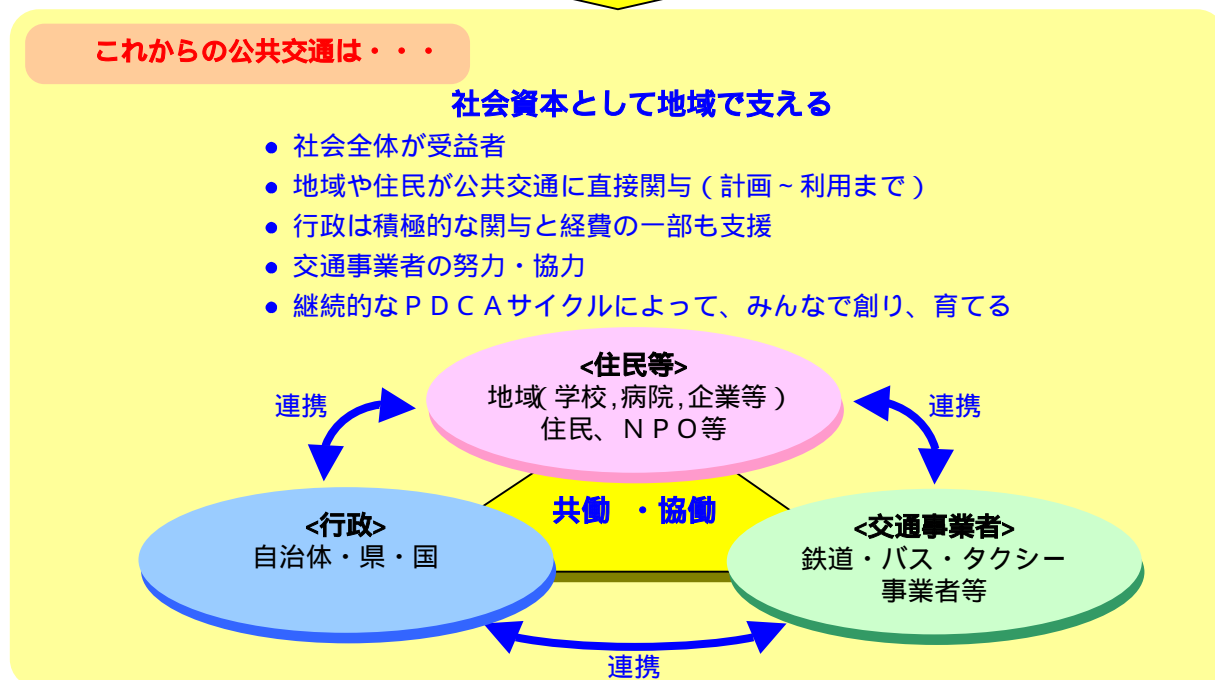 これからの公共交通は・・・
社会資本として地域で支える
● 社会全体が受益者
● 地域や住民が公共交通に直接関与（計画～利用まで）
● 行政は積極的な関与と経費の一部も支援
● 交通事業者の努力・協力
● 継続的なＰＤＣＡサイクルによって、みんなで創り、育てる
<住民等>
地域（学校,病院,企業等）
住民、ＮＰＯ等
連携
連携
共働　・協働
<行政>
自治体・県・国
<交通事業者>
鉄道・バス・タクシー
事業者等
連携